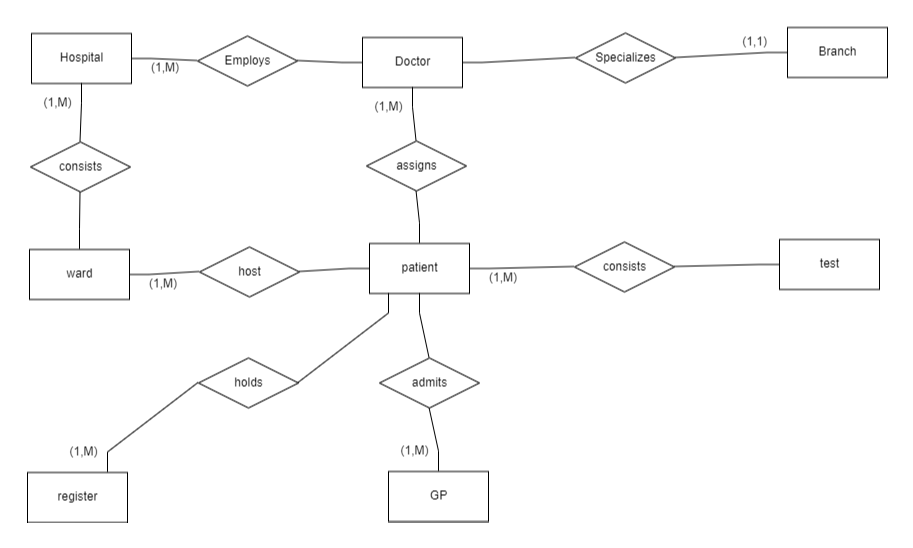 Hospital
(1,M)
Employs
Doctor
Specializes
(1,1)
Branch
(1,M)
(1,M)
consists
assigns
ward
(1,M)
host
patient
(1,M)
consists
test
holds
admits
(1,M)
(1,M)
register
GP